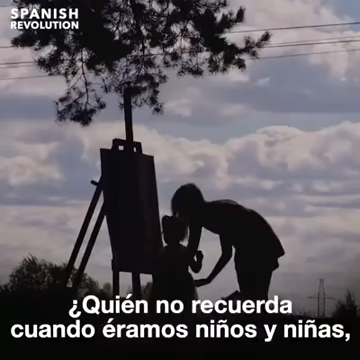 SPANISH
REVOLUTION
¿Quién no recuerda
cuando éramos niños y niñas,